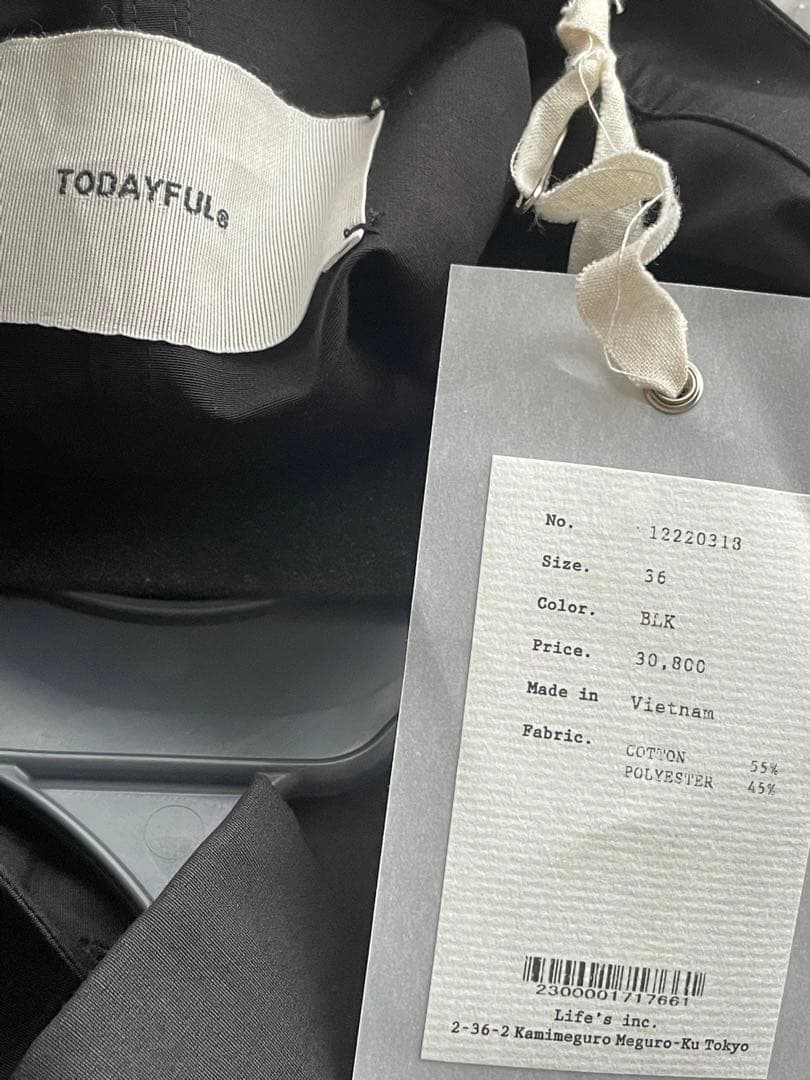 TODAYFUL®
No. 12220313
Size. 36
Color. BLK
Price. 30,800
Made in Vietnam
Fabric. COTTON 55%
POLYESTER 45%
2300001717661
Life's inc.
2-36-2 Kamimeguro Meguro-Ku Tokyo